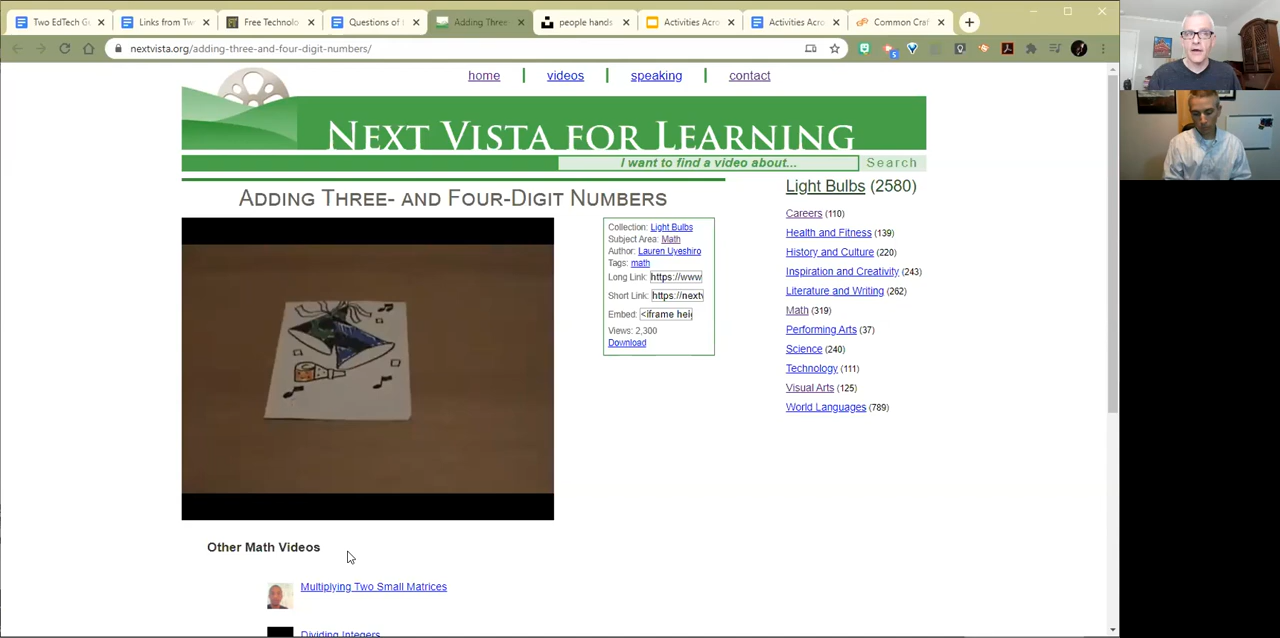 Two EdTech Gu
Links from Tw
Free Technolo
Questions of t
Adding Three-
people hands
Activities Acro
Activities Acro
Common Craf
nextvista.org/adding-three-and-four-digit-numbers/
home | videos | speaking | contact
Next Vista for Learning
I want to find a video about...
Search
Adding Three- and Four-Digit Numbers
Collection: Light Bulbs
Subject Area: Math
Author: Lauren Uyeshiro
Tags: math
Long Link: https://www
Short Link: https://nextv
Embed: <iframe heig
Views: 2,300
Download
Light Bulbs (2580)
Careers (110)
Health and Fitness (139)
History and Culture (220)
Inspiration and Creativity (243)
Literature and Writing (262)
Math (319)
Performing Arts (37)
Science (240)
Technology (111)
Visual Arts (125)
World Languages (789)
Other Math Videos
Multiplying Two Small Matrices
Dividing Integers